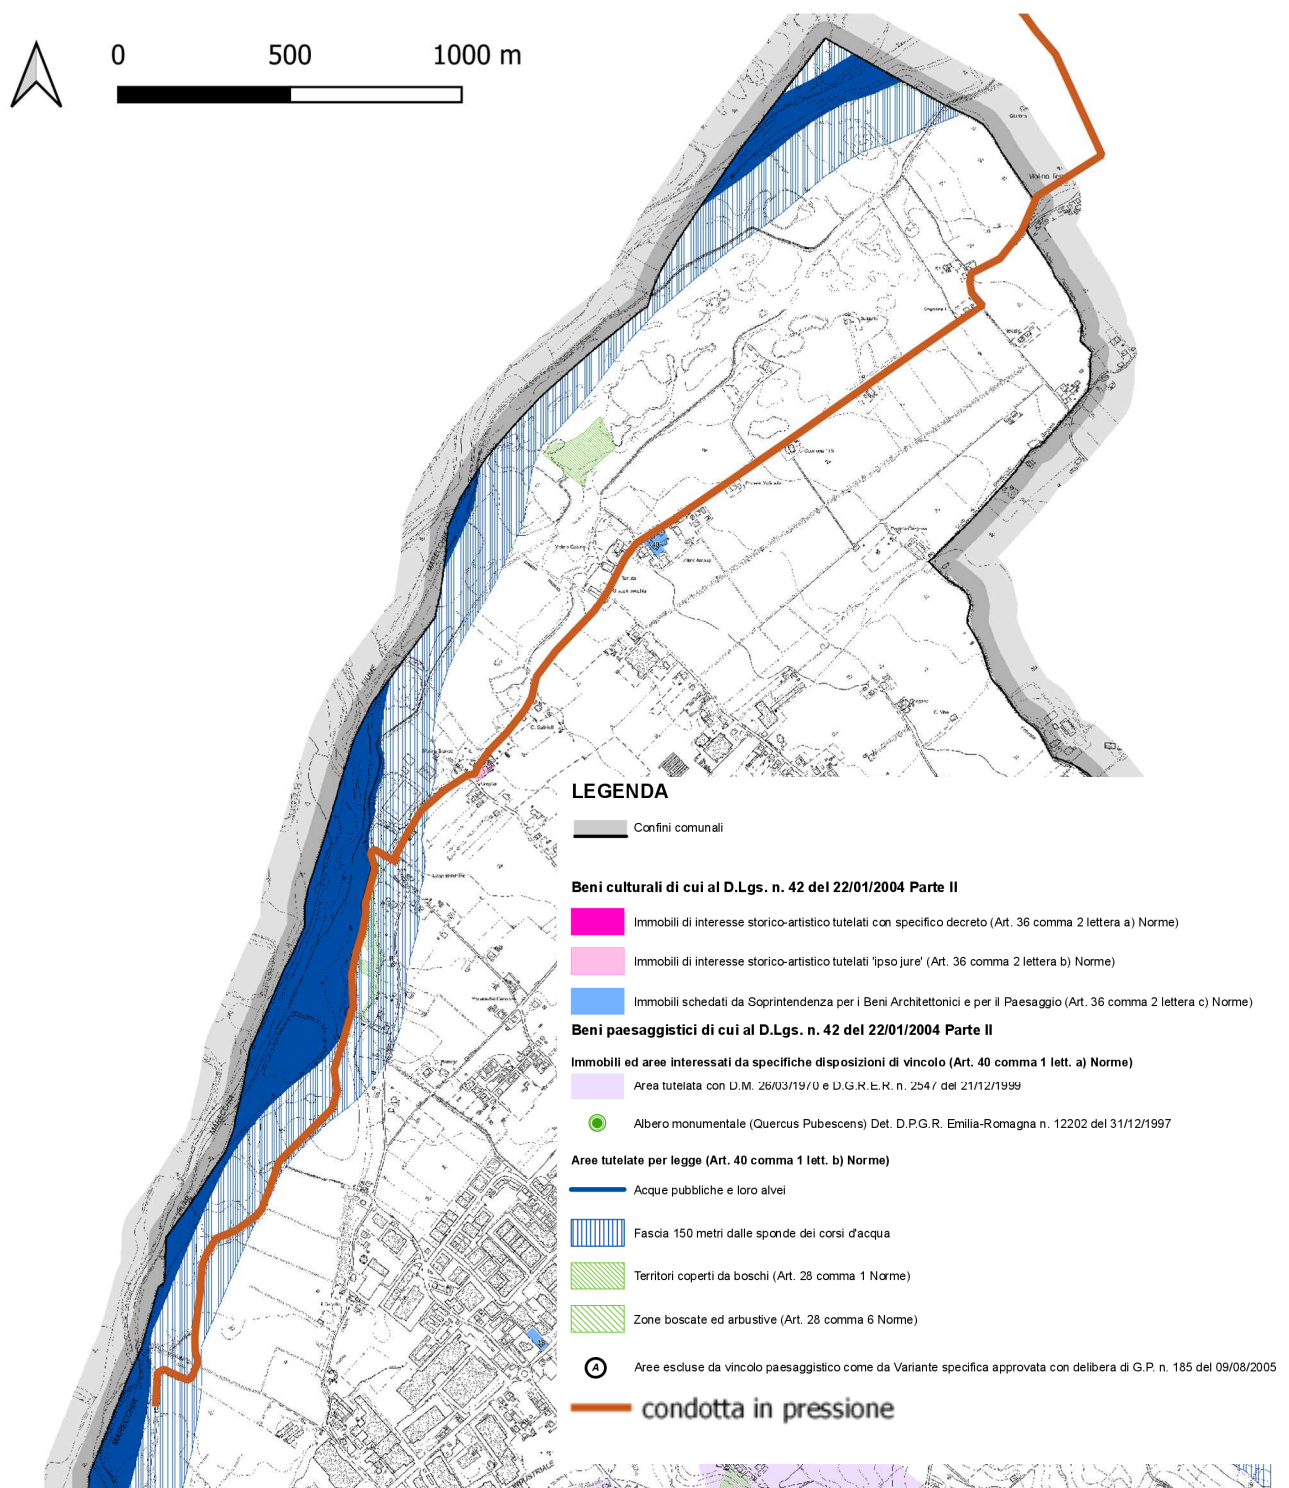 0 500 1000 m
FIUME
MARECCHIA
INDUSTRIALE
LEGENDA
Confini comunali
Beni culturali di cui al D.Lgs. n. 42 del 22/01/2004 Parte II
Immobili di interesse storico-artistico tutelati con specifico decreto (Art. 36 comma 2 lettera a) Norme)
Immobili di interesse storico-artistico tutelati 'ipso jure' (Art. 36 comma 2 lettera b) Norme)
Immobili schedati da Soprintendenza per i Beni Architettonici e per il Paesaggio (Art. 36 comma 2 lettera c) Norme)
Beni paesaggistici di cui al D.Lgs. n. 42 del 22/01/2004 Parte II
Immobili ed aree interessati da specifiche disposizioni di vincolo (Art. 40 comma 1 lett. a) Norme)
Area tutelata con D.M. 26/03/1970 e D.G.R.E.R. n. 2547 del 21/12/1999
Albero monumentale (Quercus Pubescens) Det. D.P.G.R. Emilia-Romagna n. 12202 del 31/12/1997
Aree tutelate per legge (Art. 40 comma 1 lett. b) Norme)
Acque pubbliche e loro alvei
Fascia 150 metri dalle sponde dei corsi d'acqua
Territori coperti da boschi (Art. 28 comma 1 Norme)
Zone boscate ed arbustive (Art. 28 comma 6 Norme)
A Aree escluse da vincolo paesaggistico come da Variante specifica approvata con delibera di G.P. n. 185 del 09/08/2005
condotta in pressione